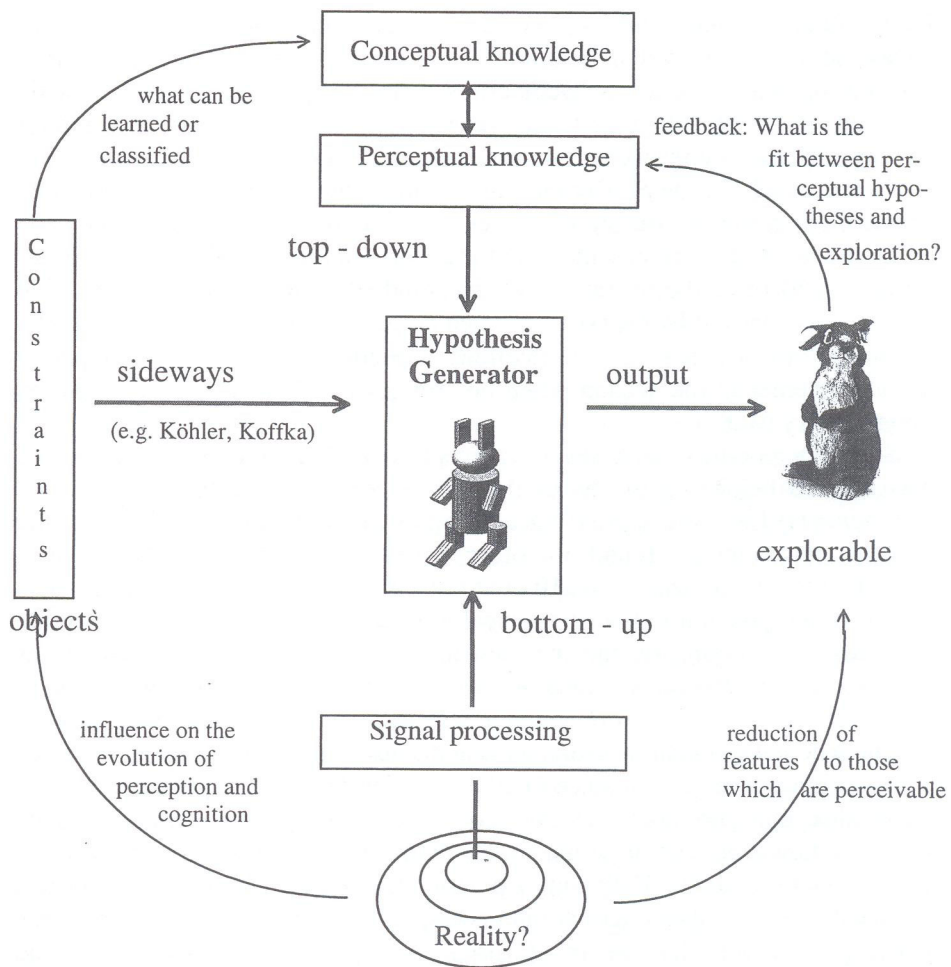 Conceptual knowledge
what can be
learned or
classified
Perceptual knowledge
feedback: What is the
fit between per-
ceptual hypo-
theses and
exploration?
Constraints
top - down
Hypothesis
Generator
sideways
(e.g. Köhler, Koffka)
output
explorable
objects
bottom - up
influence on the
evolution of
perception and
cognition
Signal processing
reduction of
features to those
which are perceivable
Reality?